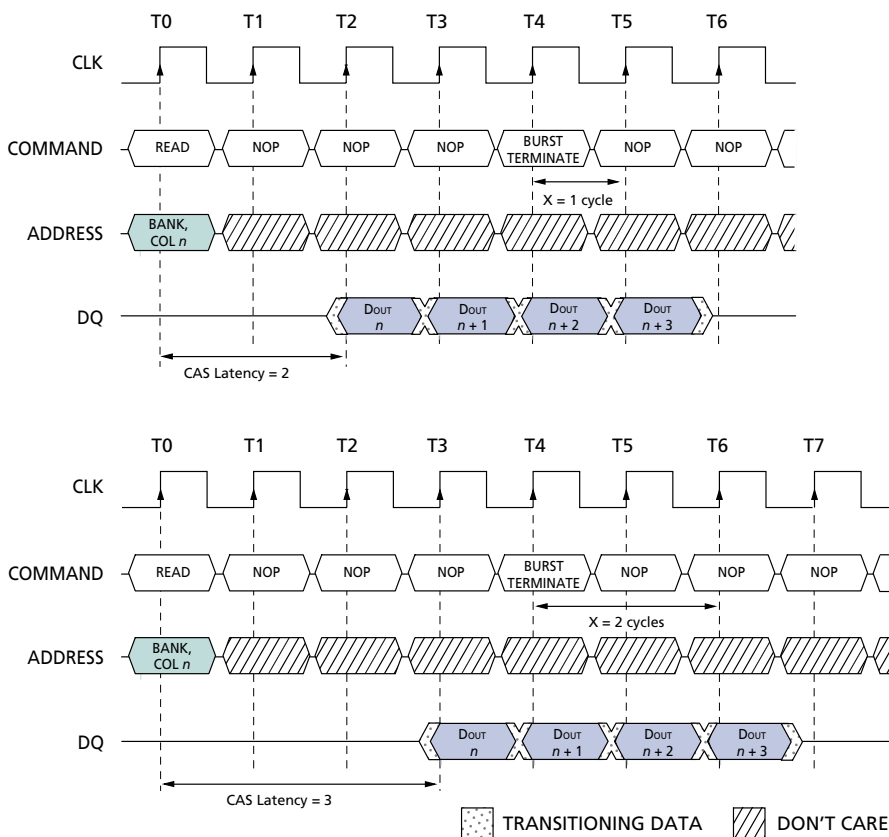 T0 T1 T2 T3 T4 T5 T6
CLK
COMMAND READ NOP NOP NOP BURST TERMINATE NOP NOP
X = 1 cycle
ADDRESS BANK, COL n
DQ DOUT n DOUT n + 1 DOUT n + 2 DOUT n + 3
CAS Latency = 2
T0 T1 T2 T3 T4 T5 T6 T7
CLK
COMMAND READ NOP NOP NOP BURST TERMINATE NOP NOP NOP
X = 2 cycles
ADDRESS BANK, COL n
DQ DOUT n DOUT n + 1 DOUT n + 2 DOUT n + 3
CAS Latency = 3
TRANSITIONING DATA DON'T CARE